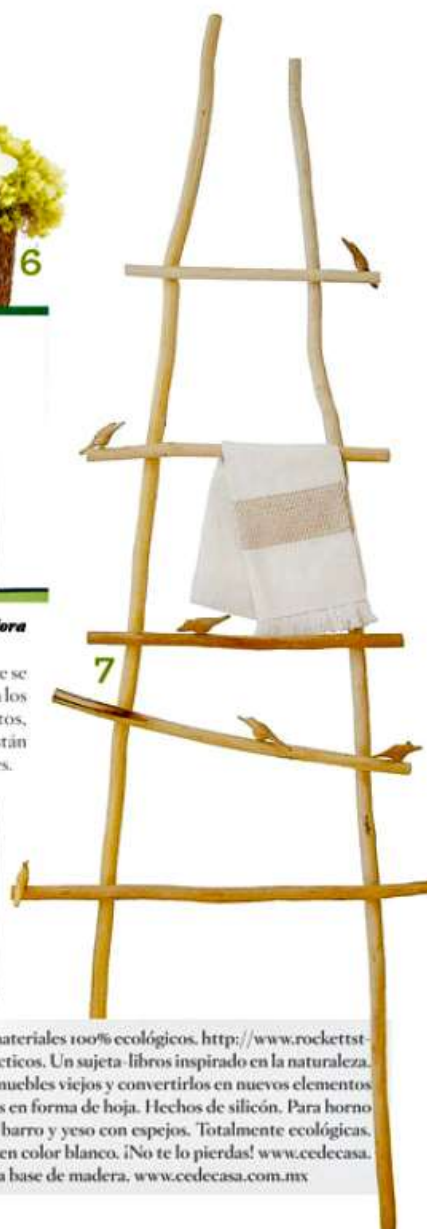 6
ora
e se
los
tos,
stán
s.
7
materiales 100% ecológicos. http://www.rockettst-
cticos. Un sujeta-libros inspirado en la naturaleza.
muebles viejos y convertirlos en nuevos elementos
s en forma de hoja. Hechos de silicón. Para horno
barro y yeso con espejos. Totalmente ecológicas.
en color blanco. ¡No te lo pierdas! www.cedecasa.
a base de madera. www.cedecasa.com.mx